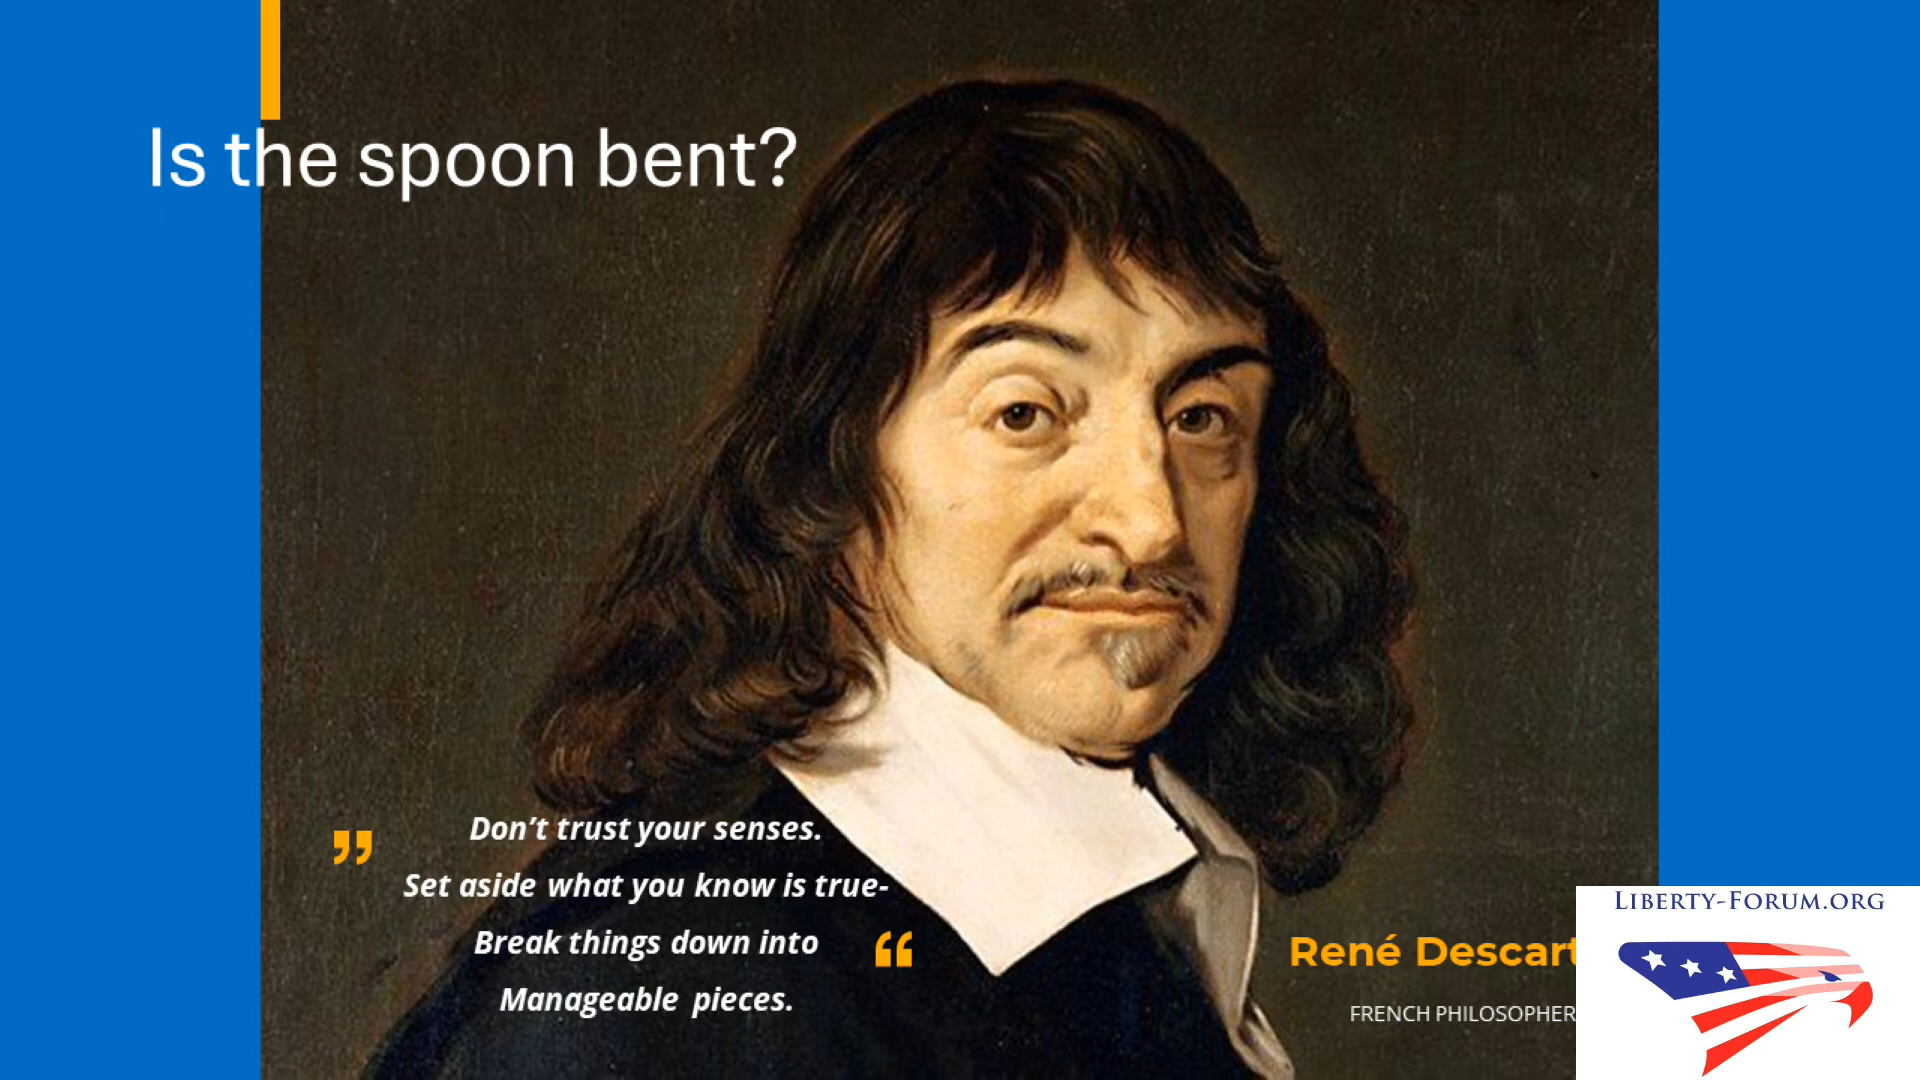 Is the spoon bent?
”
Don’t trust your senses.
Set aside what you know is true-
Break things down into
Manageable pieces.
“
René Descart
FRENCH PHILOSOPHER
LIBERTY-FORUM.ORG